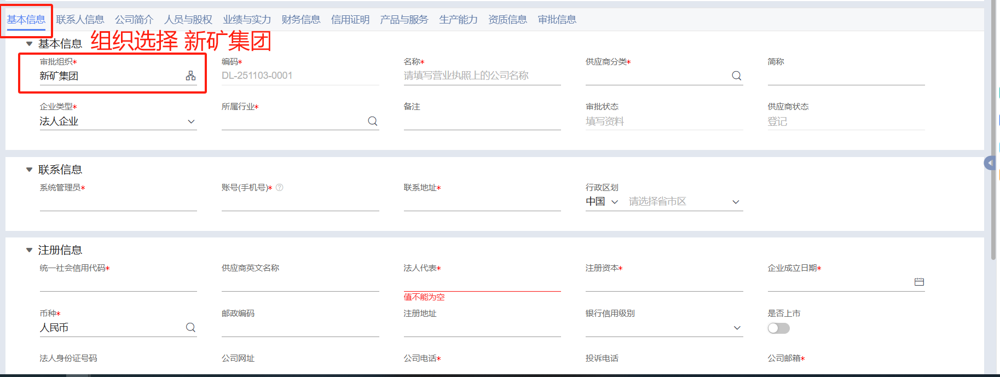 基本信息 联系人信息 公司简介 人员与股权 业绩与实力 财务信息 信用证明 产品与服务 生产能力 资质信息 审批信息
基本信息 组织选择 新矿集团
审批组织* 编码* 名称* 供应商分类* 简称
新矿集团 DL-251103-0001 请填写营业执照上的公司名称
企业类型* 所属行业* 备注 审批状态 供应商状态
法人企业 填写资料 登记
联系信息
系统管理员* 账号(手机号)* 联系地址* 行政区划
中国 请选择省市区
注册信息
统一社会信用代码* 供应商英文名称 法人代表* 注册资本* 企业成立日期*
值不能为空
币种* 邮政编码 注册地址 银行信用级别 是否上市
人民币
法人身份证号码 公司网址 公司电话* 投诉电话 公司邮箱*